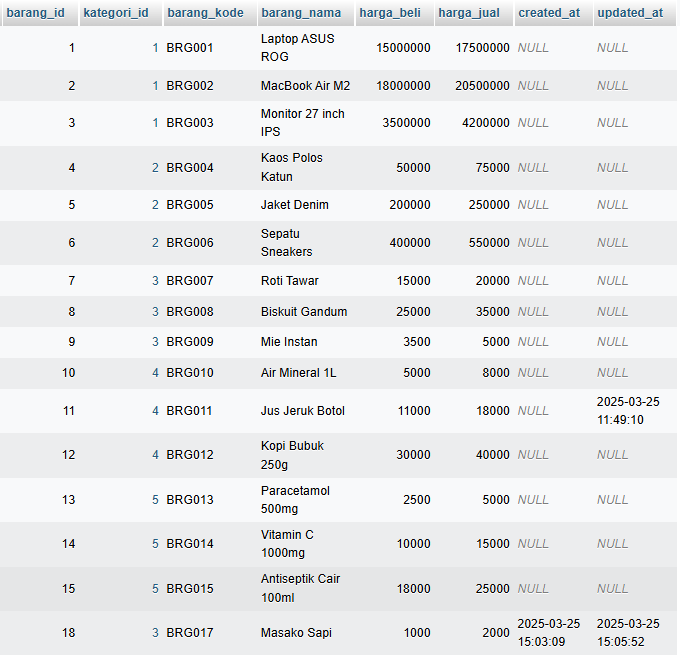 barang_id kategori_id barang_kode barang_nama harga_beli harga_jual created_at updated_at
1 1 BRG001 Laptop ASUS ROG 15000000 17500000 NULL NULL
2 1 BRG002 MacBook Air M2 18000000 20500000 NULL NULL
3 1 BRG003 Monitor 27 inch IPS 3500000 4200000 NULL NULL
4 2 BRG004 Kaos Polos Katun 50000 75000 NULL NULL
5 2 BRG005 Jaket Denim 200000 250000 NULL NULL
6 2 BRG006 Sepatu Sneakers 400000 550000 NULL NULL
7 3 BRG007 Roti Tawar 15000 20000 NULL NULL
8 3 BRG008 Biskuit Gandum 25000 35000 NULL NULL
9 3 BRG009 Mie Instan 3500 5000 NULL NULL
10 4 BRG010 Air Mineral 1L 5000 8000 NULL NULL
11 4 BRG011 Jus Jeruk Botol 11000 18000 NULL 2025-03-25 11:49:10
12 4 BRG012 Kopi Bubuk 250g 30000 40000 NULL NULL
13 5 BRG013 Paracetamol 500mg 2500 5000 NULL NULL
14 5 BRG014 Vitamin C 1000mg 10000 15000 NULL NULL
15 5 BRG015 Antiseptik Cair 100ml 18000 25000 NULL NULL
18 3 BRG017 Masako Sapi 1000 2000 2025-03-25 15:03:09 2025-03-25 15:05:52